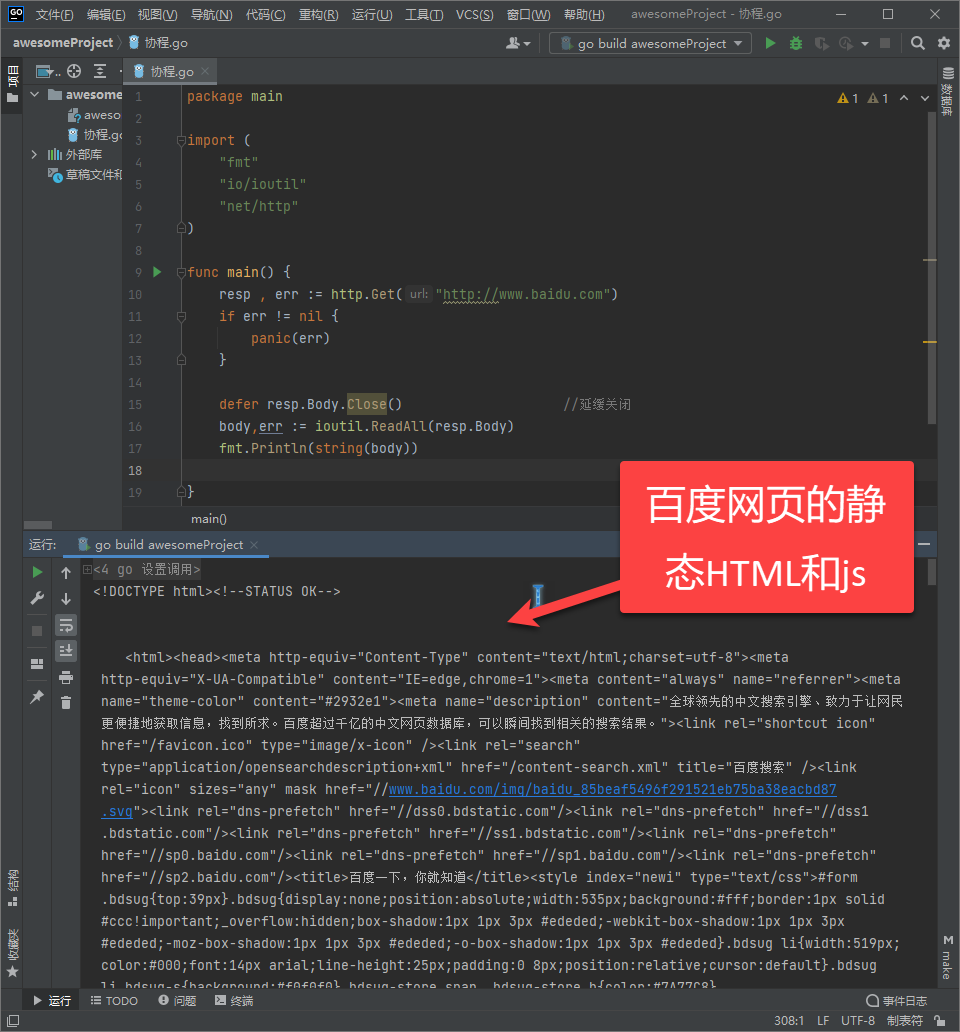 GO 文件(F) 编辑(E) 视图(V) 导航(N) 代码(C) 重构(R) 运行(U) 工具(T) VCS(S) 窗口(W) 帮助(H) awesomeProject - 协程.go
awesomeProject 协程.go go build awesomeProject
项目
协程.go
awesome
aweso
协程.go
外部库
草稿文件和
数据库
1 1
1 package main
2
3 import (
4 "fmt"
5 "io/ioutil"
6 "net/http"
7 )
8
9 func main() {
10 resp , err := http.Get( url: "http://www.baidu.com")
11 if err != nil {
12 panic(err)
13 }
14
15 defer resp.Body.Close() //延缓关闭
16 body,err := ioutil.ReadAll(resp.Body)
17 fmt.Println(string(body))
18
19 }
main()
百度网页的静
态HTML和js
运行: go build awesomeProject
<4 go 设置调用>
<!DOCTYPE html><!--STATUS OK-->
<html><head><meta http-equiv="Content-Type" content="text/html;charset=utf-8"><meta
http-equiv="X-UA-Compatible" content="IE=edge,chrome=1"><meta content="always" name="referrer"><meta
name="theme-color" content="#2932e1"><meta name="description" content="全球领先的中文搜索引擎、致力于让网民
更便捷地获取信息，找到所求。百度超过千亿的中文网页数据库，可以瞬间找到相关的搜索结果。"><link rel="shortcut icon"
href="/favicon.ico" type="image/x-icon" /><link rel="search"
type="application/opensearchdescription+xml" href="/content-search.xml" title="百度搜索" /><link
rel="icon" sizes="any" mask href="//www.baidu.com/img/baidu_85beaf5496f291521eb75ba38eacbd87
.svg"><link rel="dns-prefetch" href="//dss0.bdstatic.com"/><link rel="dns-prefetch" href="//dss1
.bdstatic.com"/><link rel="dns-prefetch" href="//ss1.bdstatic.com"/><link rel="dns-prefetch"
href="//sp0.baidu.com"/><link rel="dns-prefetch" href="//sp1.baidu.com"/><link rel="dns-prefetch"
href="//sp2.baidu.com"/><title>百度一下，你就知道</title><style index="newi" type="text/css">#form
.bdsug{top:39px}.bdsug{display:none;position:absolute;width:535px;background:#fff;border:1px solid
#ccc!important;_overflow:hidden;box-shadow:1px 1px 3px #ededed;-webkit-box-shadow:1px 1px 3px
#ededed;-moz-box-shadow:1px 1px 3px #ededed;-o-box-shadow:1px 1px 3px #ededed}.bdsug li{width:519px;
color:#000;font:14px arial;line-height:25px;padding:0 8px;position:relative;cursor:default}.bdsug
li.bdsug-s{background:#f0f0f0}.bdsug-store span,.bdsug-store b{color:#7A77C8}
结构
收藏夹
M make
运行 TODO 问题 终端 事件日志
308:1 LF UTF-8 制表符